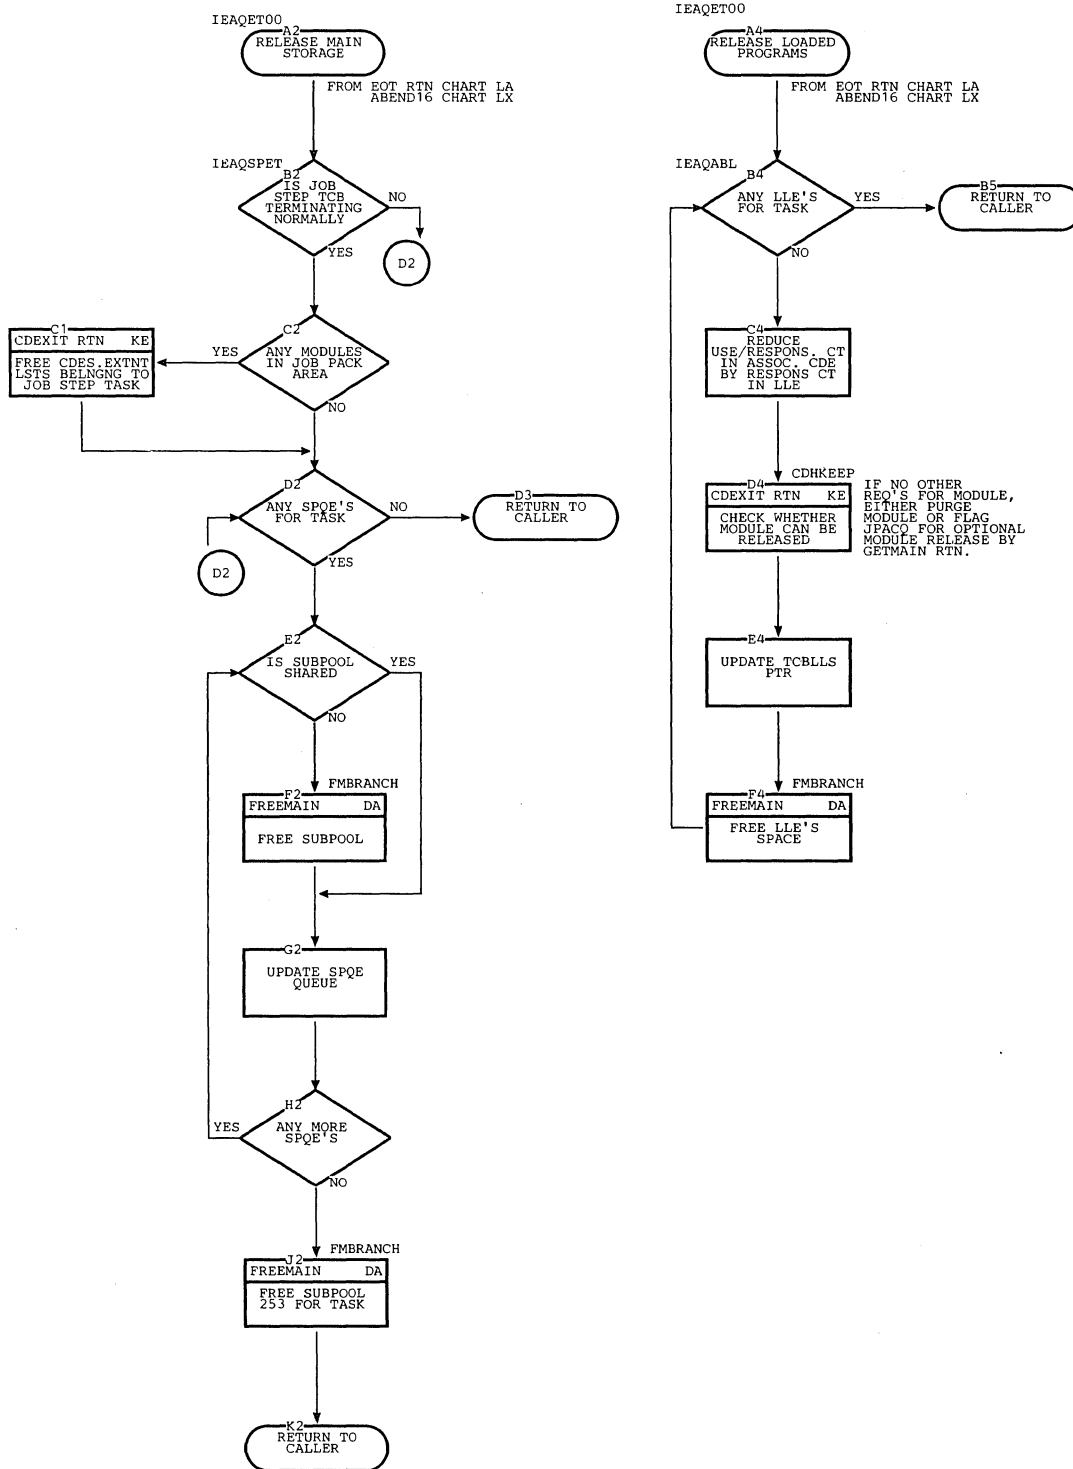 IEAQET00
A2
RELEASE MAIN
STORAGE
FROM EOT RTN CHART LA
ABEND16 CHART LX
IEAQSPET
B2
IS JOB
STEP TCB
TERMINATING
NORMALLY
NO
D2
YES
C1
CDEXIT RTN KE
FREE CDES.EXTNT
LSTS BELNGNG TO
JOB STEP TASK
YES
C2
ANY MODULES
IN JOB PACK
AREA
NO
D2
ANY SPQE'S
FOR TASK
NO
D3
RETURN TO
CALLER
D2
YES
E2
IS SUBPOOL
SHARED
YES
NO
FMBRANCH
F2
FREEMAIN DA
FREE SUBPOOL
G2
UPDATE SPQE
QUEUE
H2
YES
ANY MORE
SPQE'S
NO
FMBRANCH
J2
FREEMAIN DA
FREE SUBPOOL
253 FOR TASK
K2
RETURN TO
CALLER
IEAQET00
A4
RELEASE LOADED
PROGRAMS
FROM EOT RTN CHART LA
ABEND16 CHART LX
IEAQABL
B4
ANY LLE'S
FOR TASK
YES
B5
RETURN TO
CALLER
NO
C4
REDUCE
USE/RESPONS. CT
IN ASSOC. CDE
BY RESPONS CT
IN LLE
CDHKEEP
D4
CDEXIT RTN KE
CHECK WHETHER
MODULE CAN BE
RELEASED
IF NO OTHER
REQ'S FOR MODULE,
EITHER PURGE
MODULE OR FLAG
JPACQ FOR OPTIONAL
MODULE RELEASE BY
GETMAIN RTN.
E4
UPDATE TCBLLS
PTR
FMBRANCH
F4
FREEMAIN DA
FREE LLE'S
SPACE